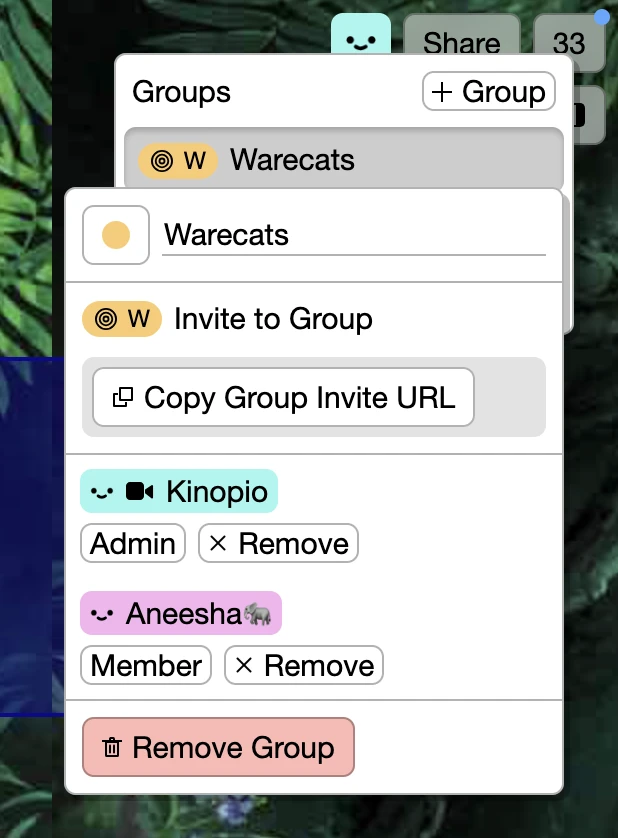 Share
33
Groups
+ Group
W Warecats
Warecats
W Invite to Group
Copy Group Invite URL
Kinopio
Admin
× Remove
Aneesha🐘
Member
× Remove
Remove Group